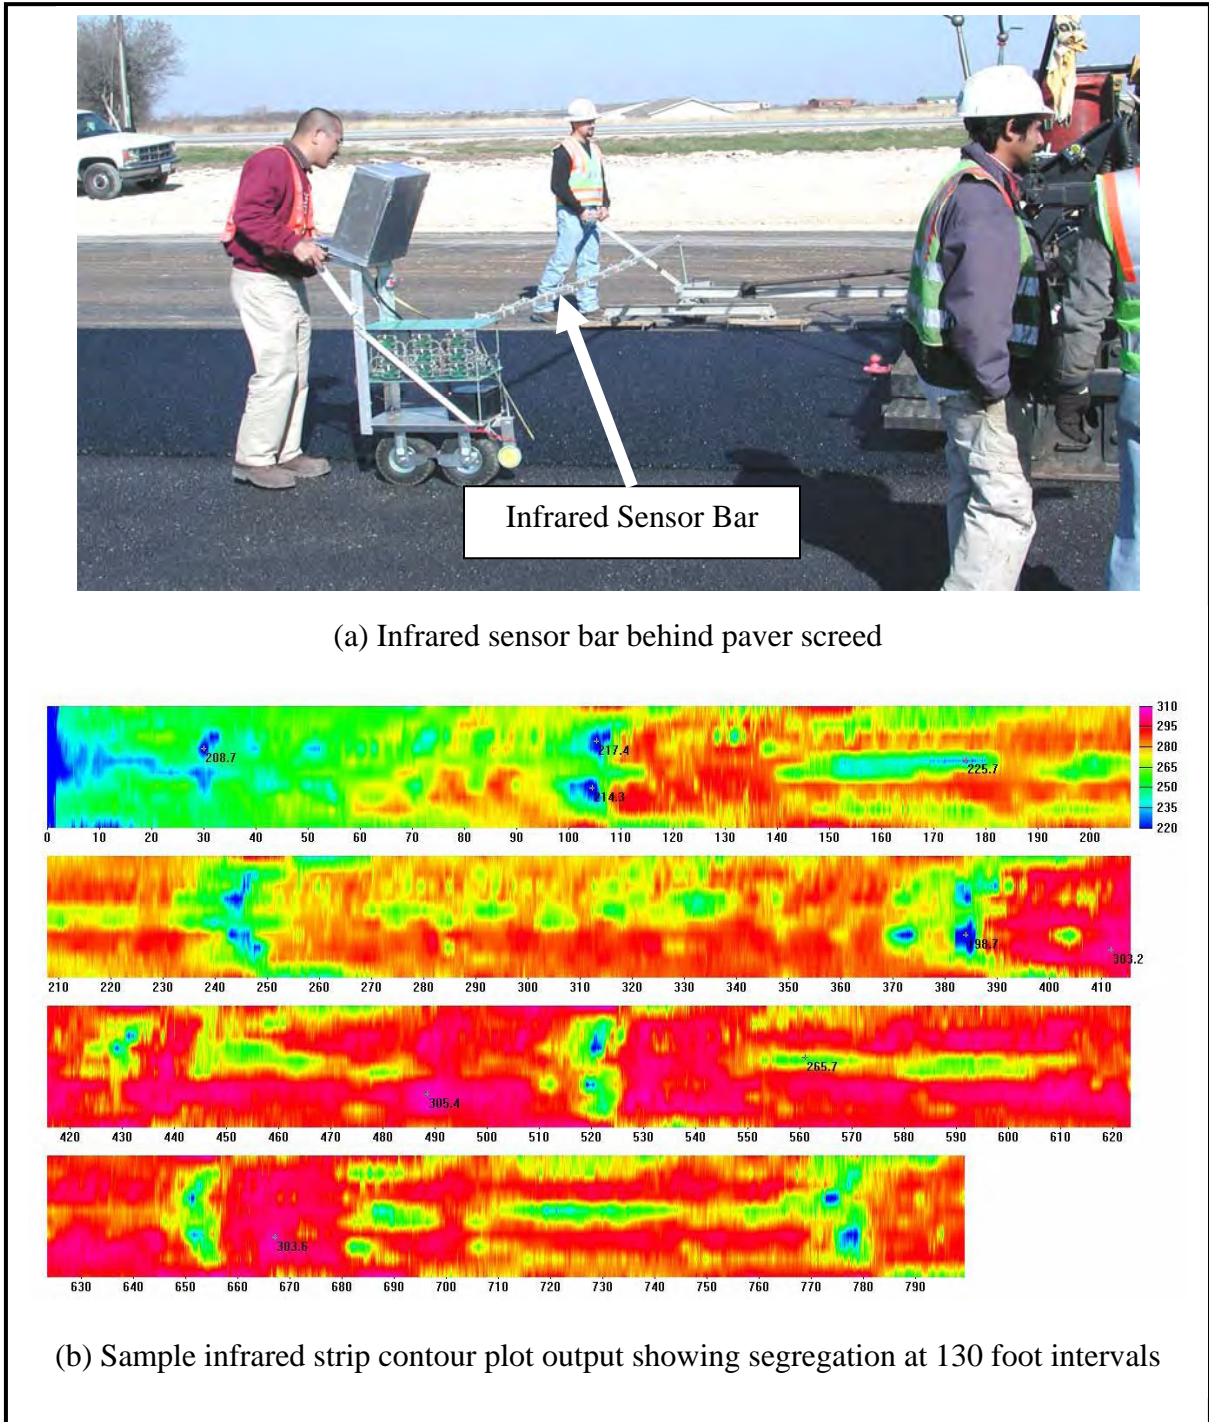 Infrared Sensor Bar
(a) Infrared sensor bar behind paver screed
310
295
280
265
250
235
220
208.7
217.4
214.3
225.7
0 10 20 30 40 50 60 70 80 90 100 110 120 130 140 150 160 170 180 190 200
198.7
303.2
210 220 230 240 250 260 270 280 290 300 310 320 330 340 350 360 370 380 390 400 410
305.4
265.7
420 430 440 450 460 470 480 490 500 510 520 530 540 550 560 570 580 590 600 610 620
303.6
630 640 650 660 670 680 690 700 710 720 730 740 750 760 770 780 790
(b) Sample infrared strip contour plot output showing segregation at 130 foot intervals